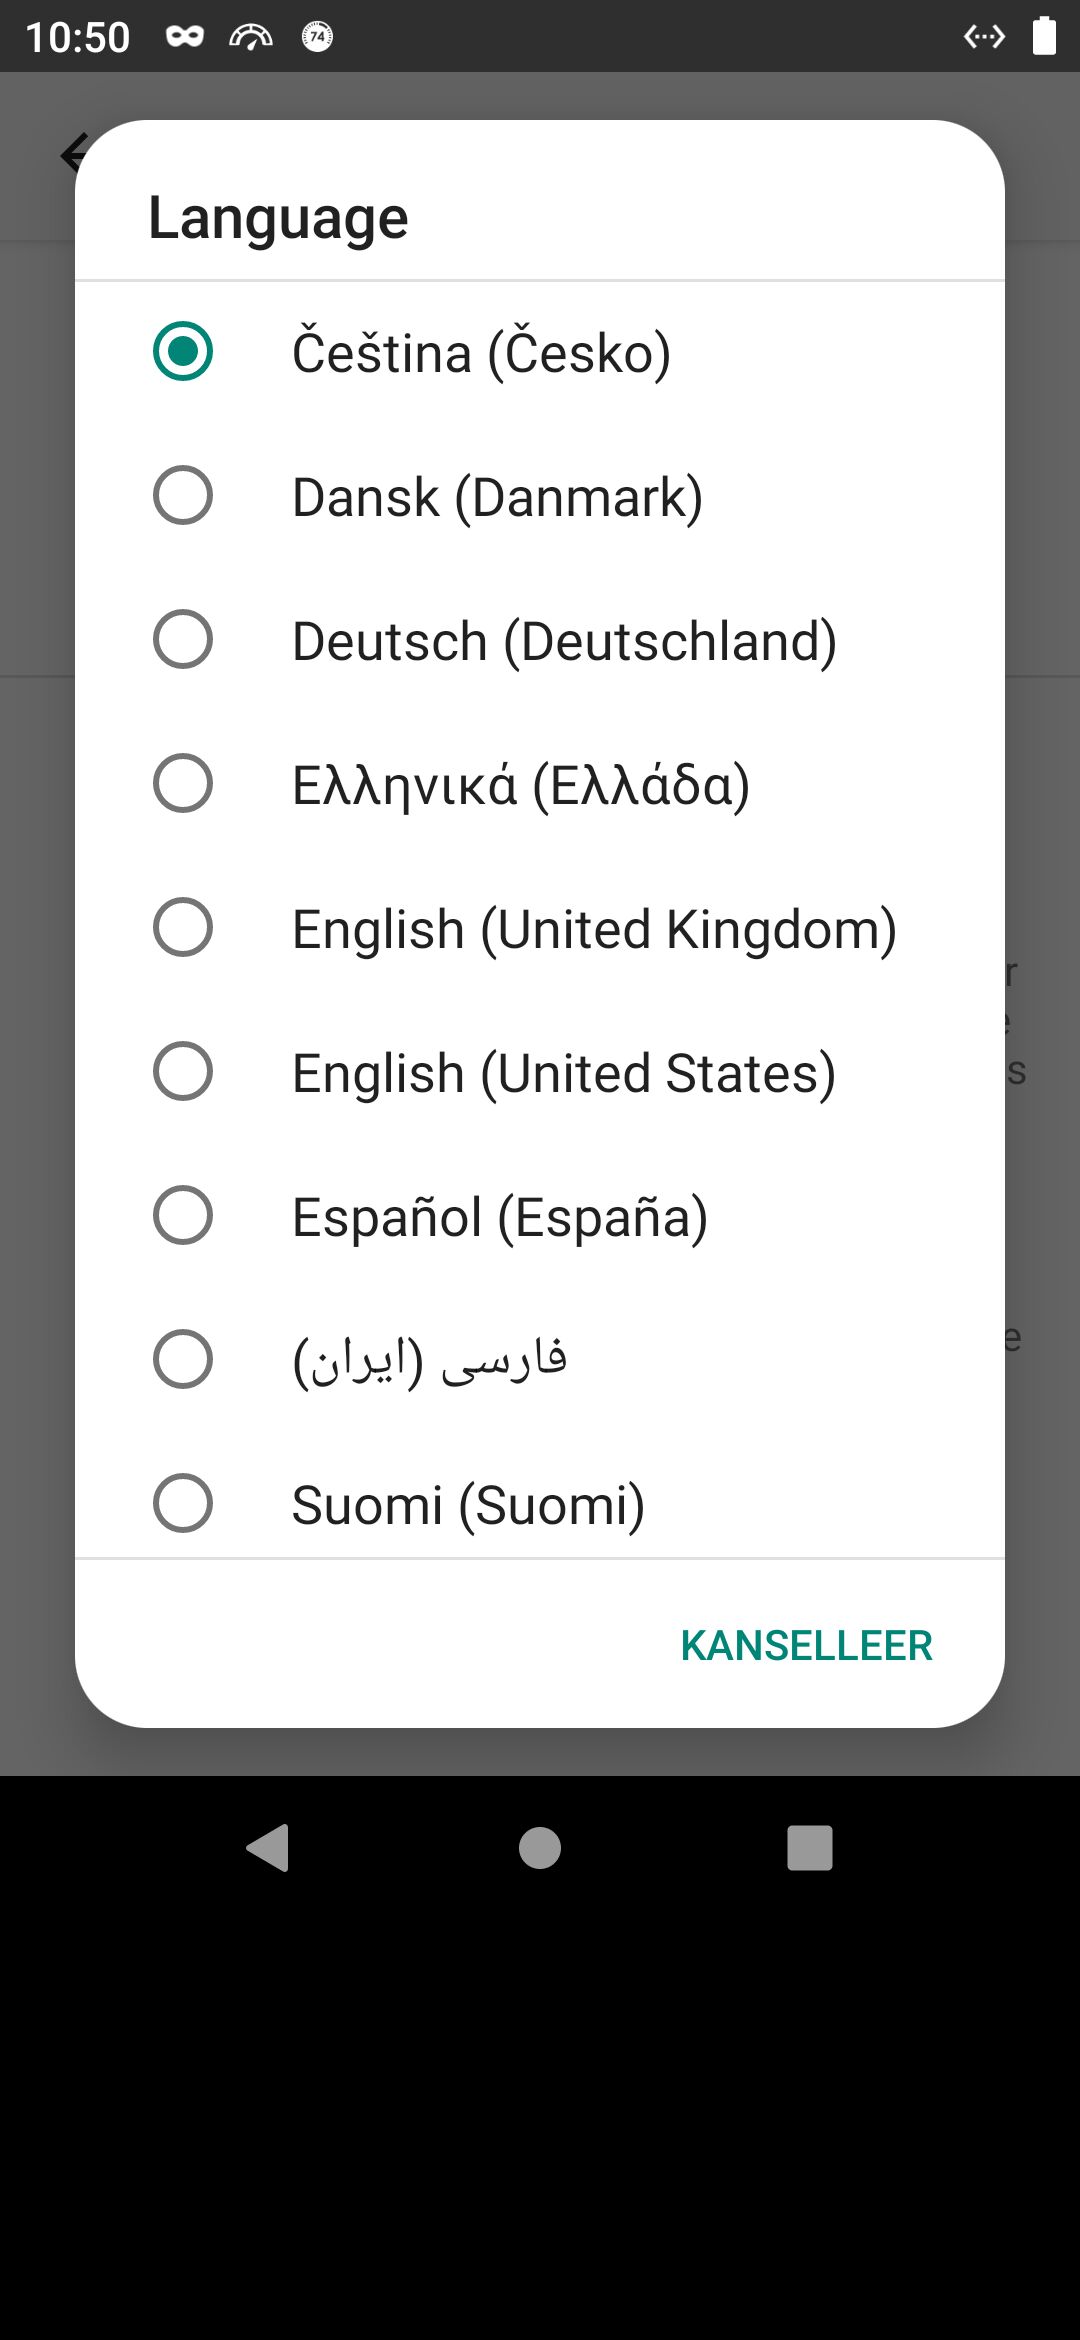 10:50
74
Language
Čeština (Česko)
Dansk (Danmark)
Deutsch (Deutschland)
Ελληνικά (Ελλάδα)
English (United Kingdom)
English (United States)
Español (España)
فارسی (ایران)
Suomi (Suomi)
KANSELLEER